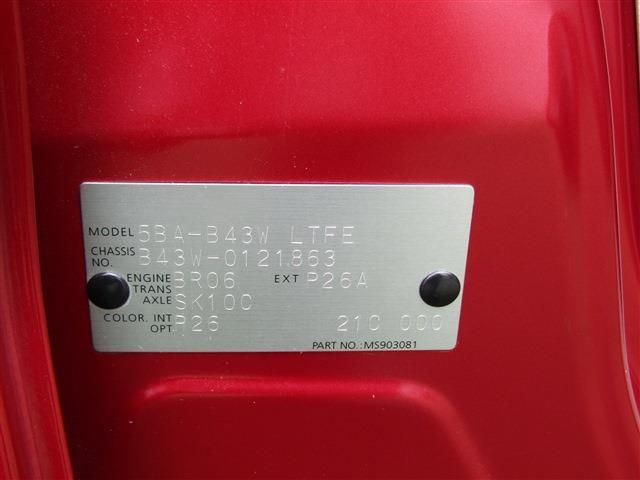 MODEL 5BA-B43W LTFE
CHASSIS NO. B43W-0121863
ENGINE BR06 EXT P26A
TRANS AXLE SK100
COLOR. INT OPT P26 21C 000
PART NO.:MS903081